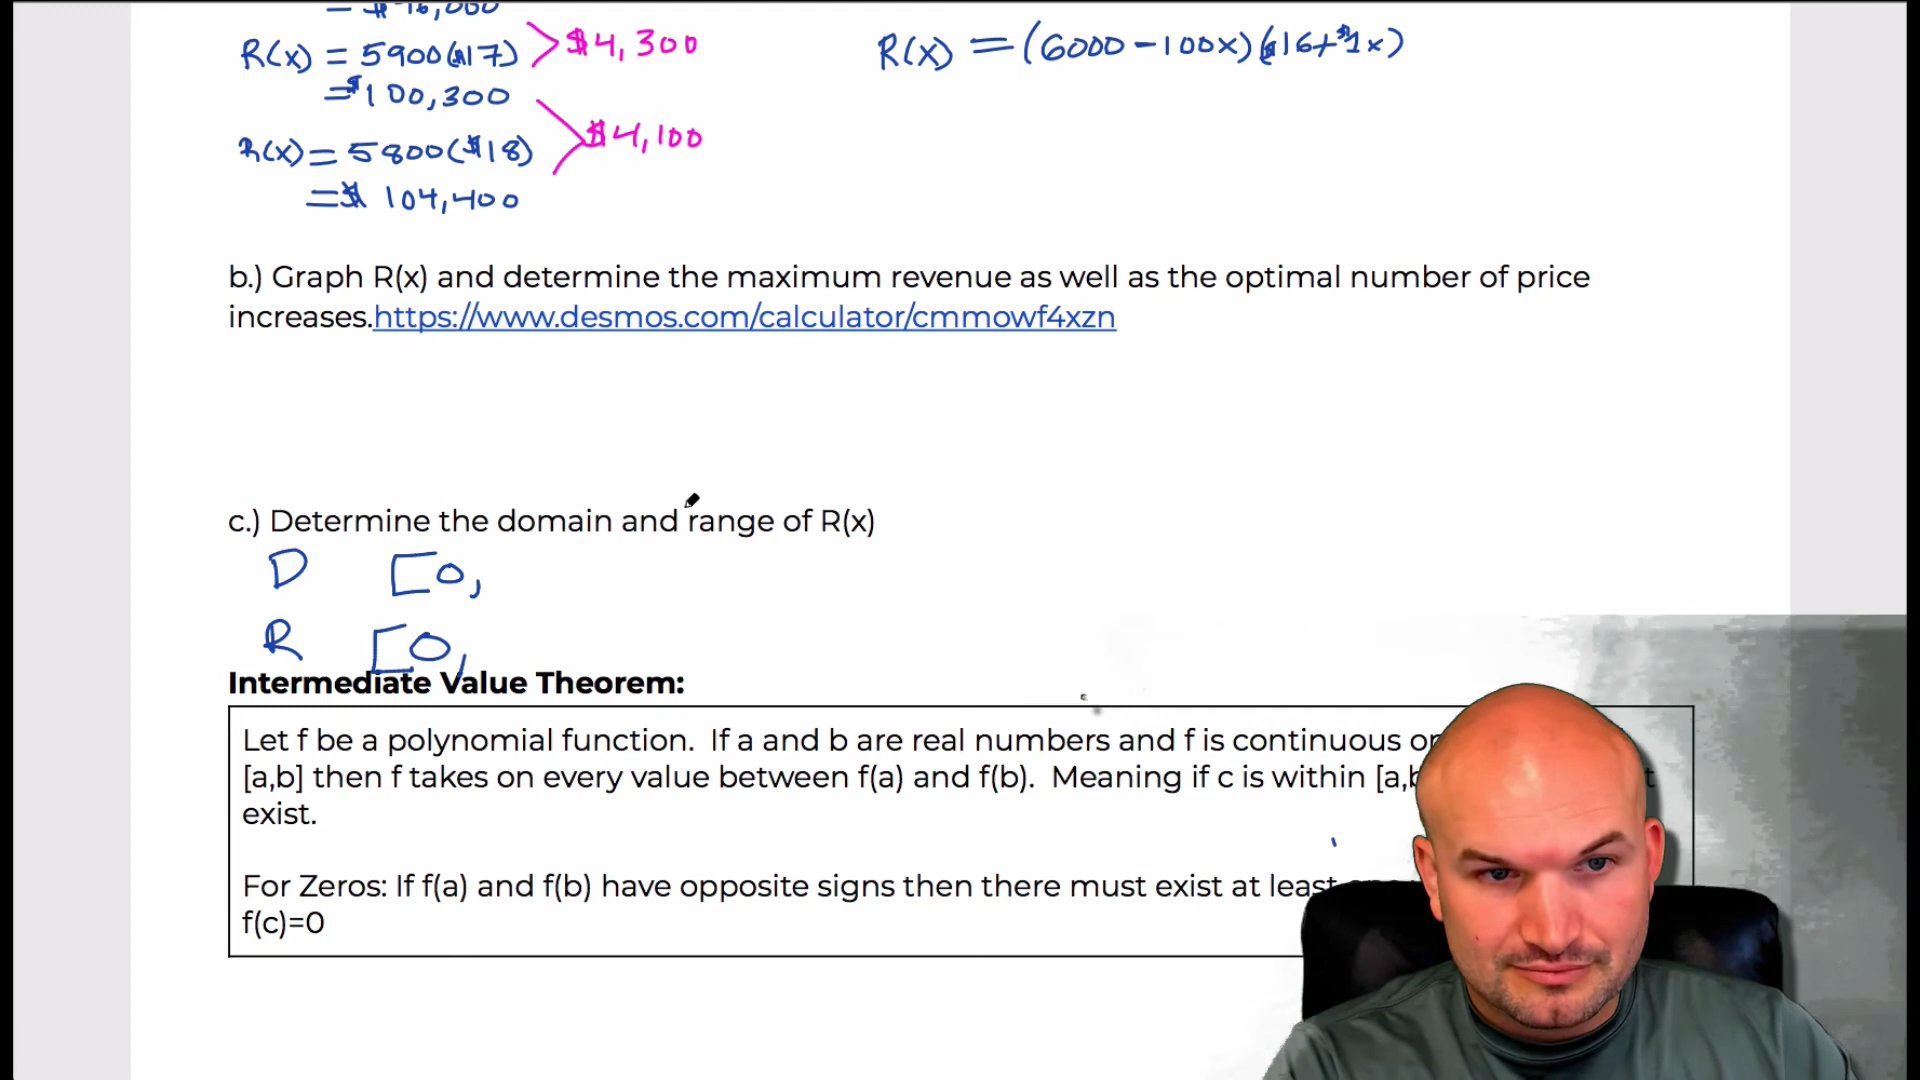 = $96,000
R(x) = 5900($17) > $4,300
= $100,300
R(x) = 5800($18) > $4,100
= $ 104,400
R(x) = (6000-100x)($16+$1x)
b.) Graph R(x) and determine the maximum revenue as well as the optimal number of price
increases.https://www.desmos.com/calculator/cmmowf4xzn
c.) Determine the domain and range of R(x)
D [0,
R [0,
Intermediate Value Theorem:
Let f be a polynomial function. If a and b are real numbers and f is continuous
[a,b] then f takes on every value between f(a) and f(b). Meaning if c is within
exist.
For Zeros: If f(a) and f(b) have opposite signs then there must exist at least
f(c)=0